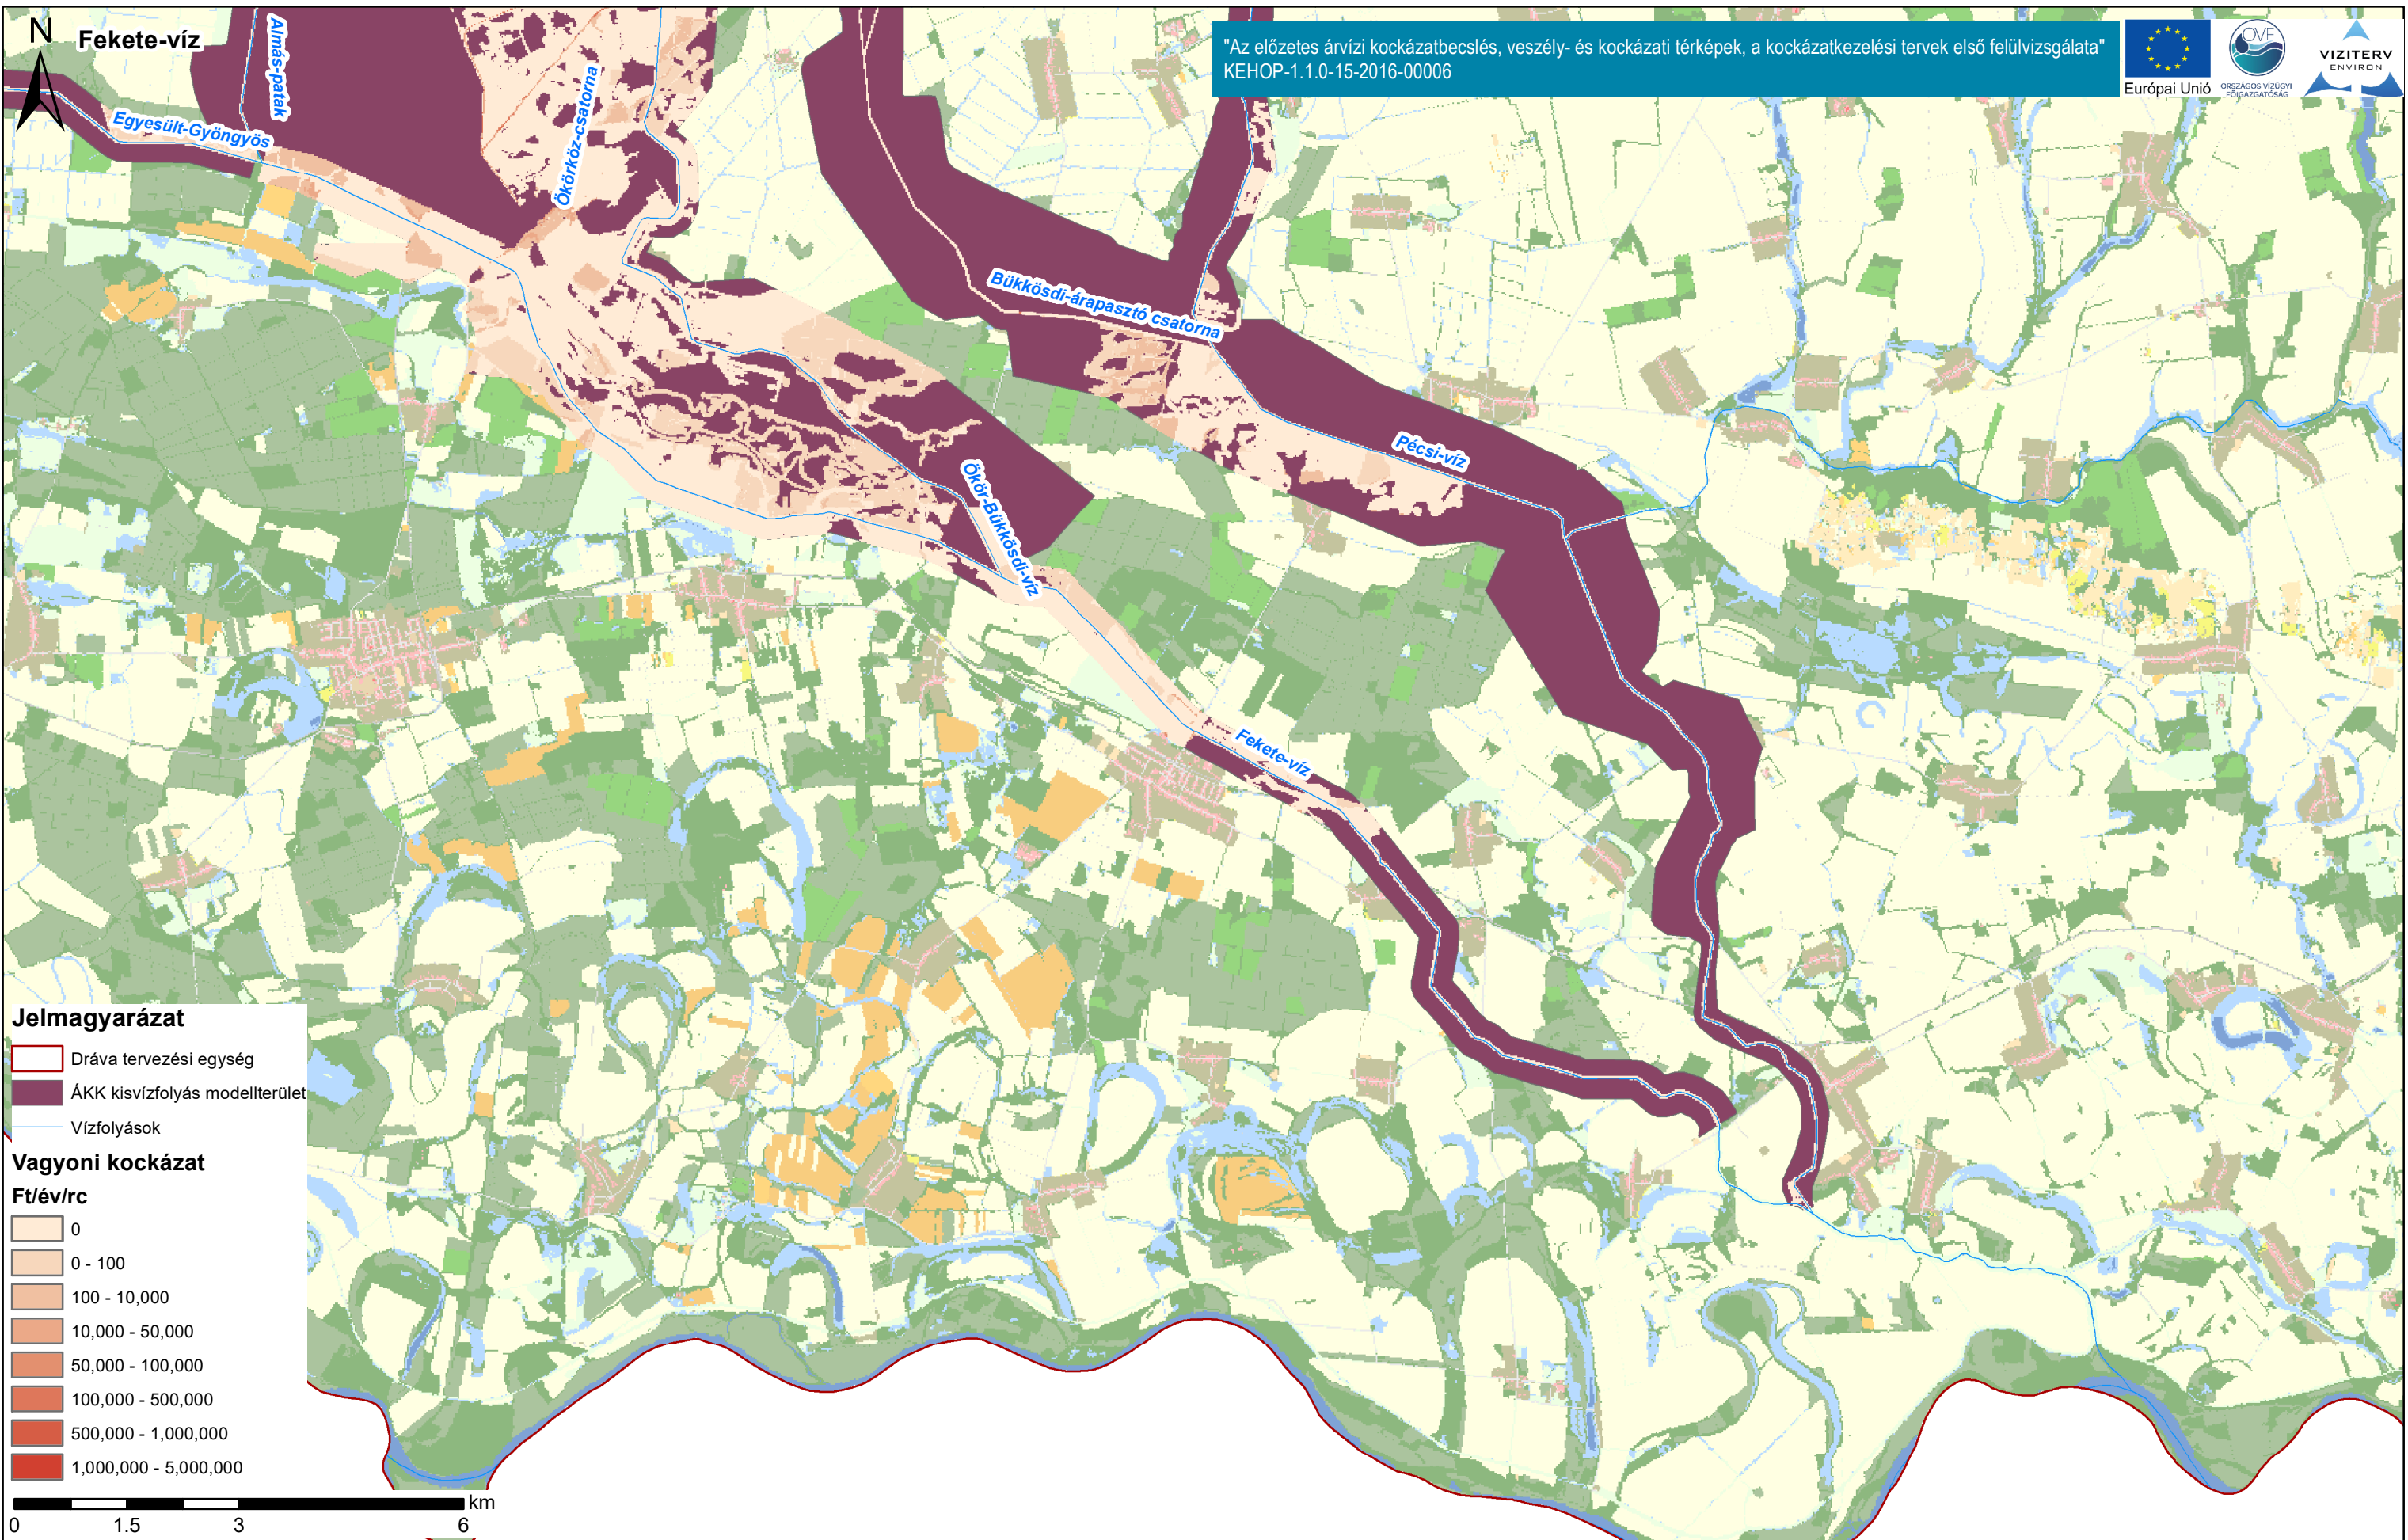 N
Fekete-víz
"Az előzetes árvízi kockázatbecslés, veszély- és kockázati térképek, a kockázatkezelési tervek első felülvizsgálata"
KEHOP-1.1.0-15-2016-00006
Európai Unió
OVF
ORSZÁGOS VÍZÜGYI
FŐIGAZGATÓSÁG
VIZITERV
ENVIRON
Almás-patak
Egyesült-Gyöngyös
Ökörköz-csatorna
Bükkösdi-árapasztó csatorna
Pécsi-víz
Ökör-Bükkösdi-víz
Fekete-víz
Jelmagyarázat
Dráva tervezési egység
ÁKK kisvízfolyás modellterület
Vízfolyások
Vagyoni kockázat
Ft/év/rc
0
0 - 100
100 - 10,000
10,000 - 50,000
50,000 - 100,000
100,000 - 500,000
500,000 - 1,000,000
1,000,000 - 5,000,000
km
0 1.5 3 6